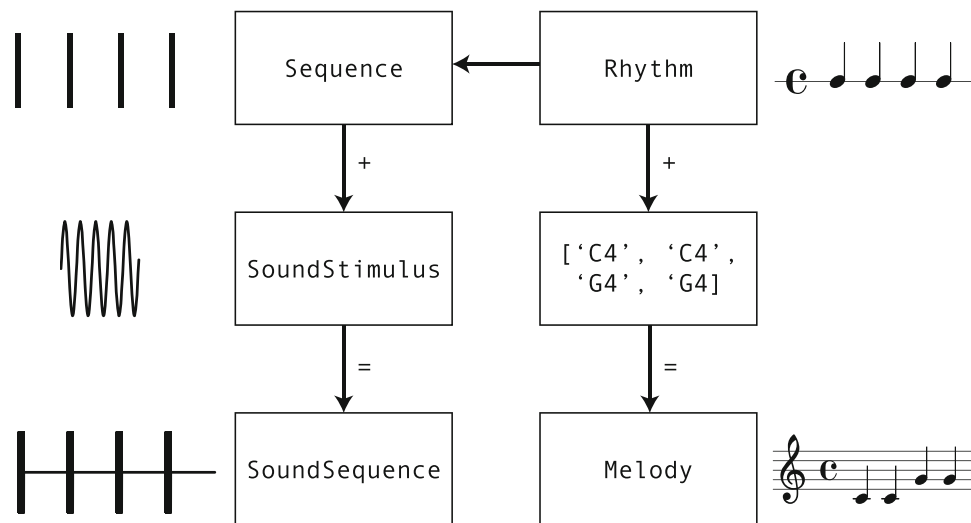 Sequence
Rhythm
+
+
SoundStimulus
[‘C4’, ‘C4’,
‘G4’, ‘G4]
=
=
SoundSequence
Melody